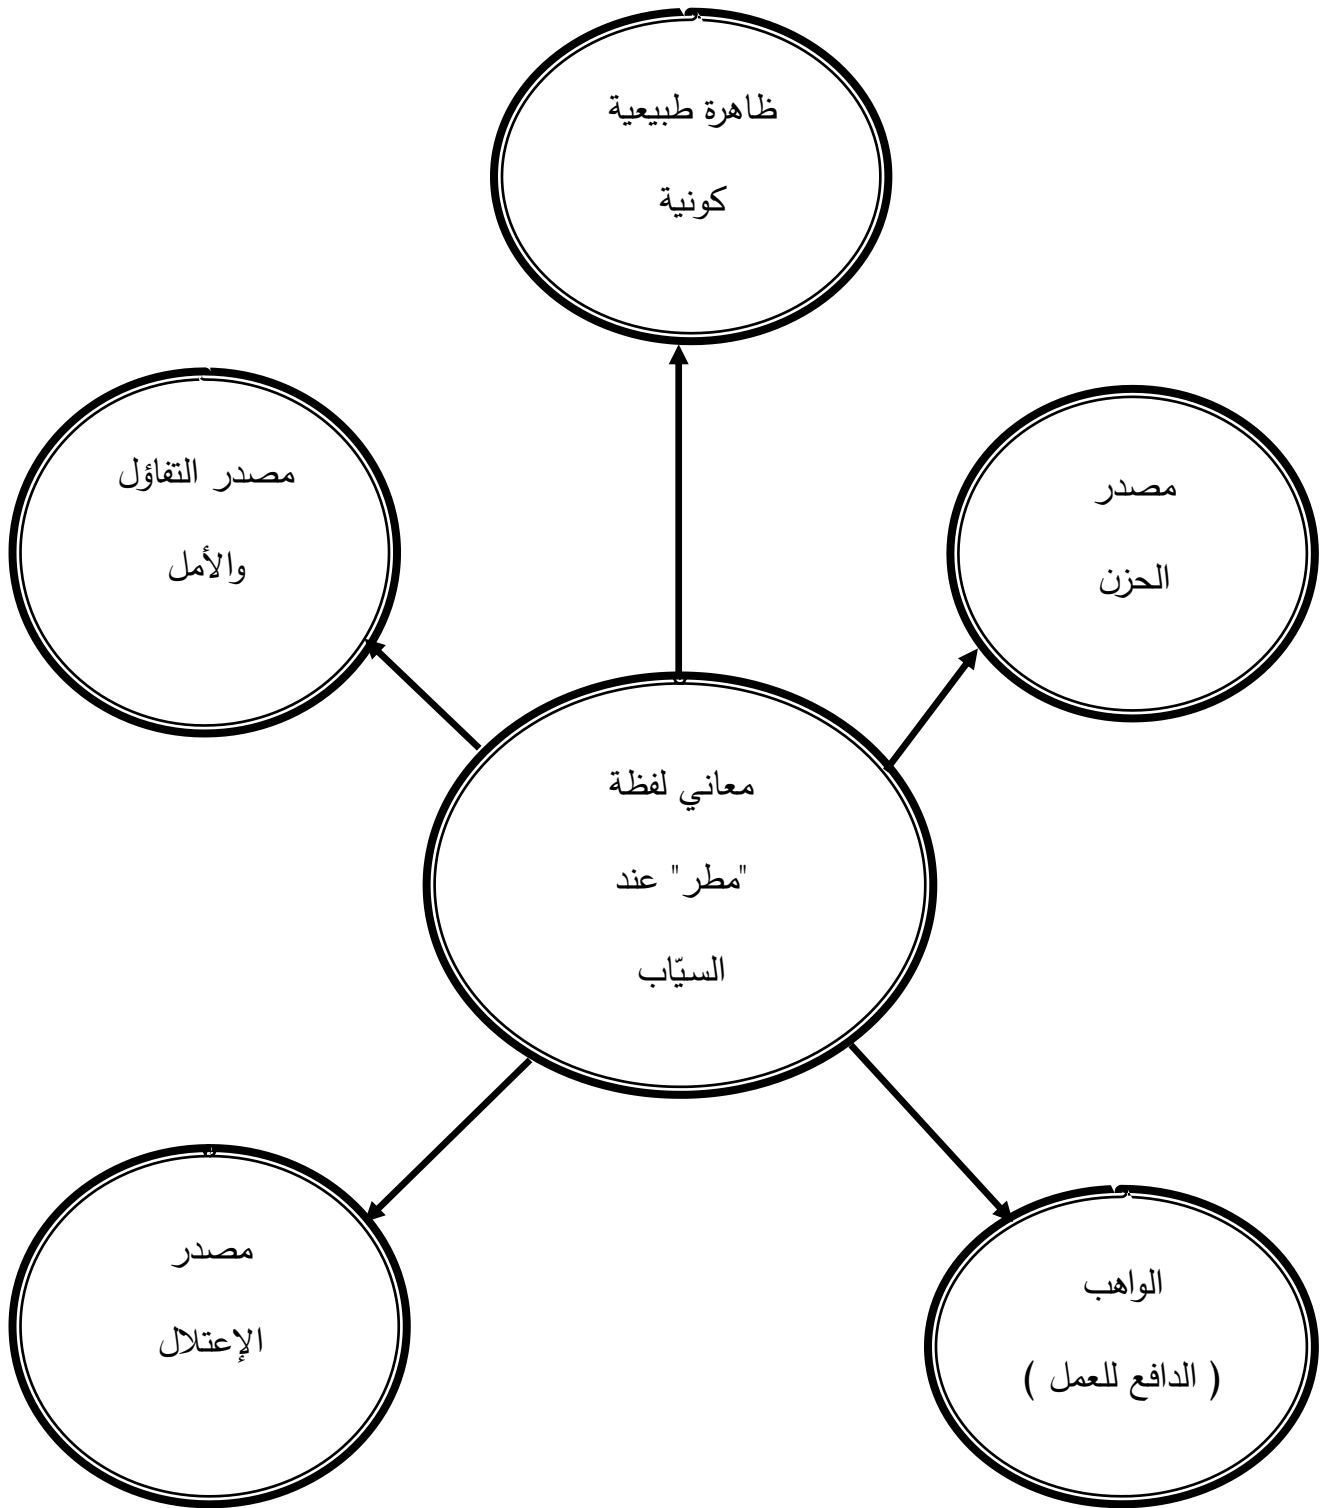 ظاهرة طبيعية
كونية
مصدر
الحزن
مصدر التفاؤل
والأمل
معاني لفظة
"مطر" عند
السيّاب
الواهب
( الدافع للعمل )
مصدر
الإعتلال